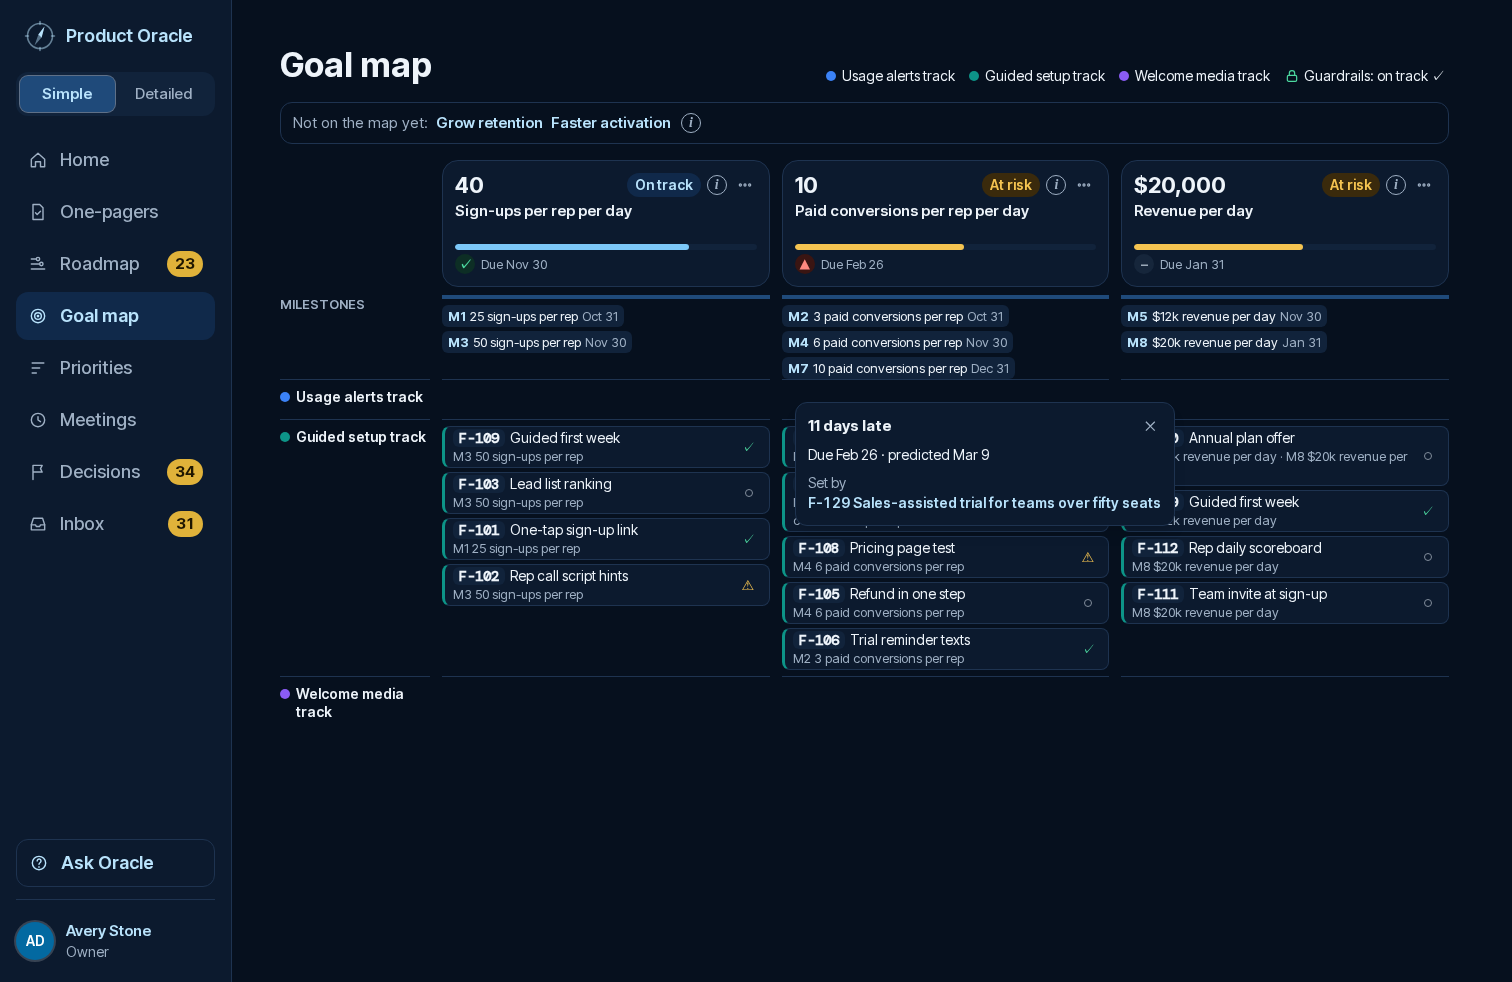 Product Oracle
Simple
Detailed
Home
One-pagers
Roadmap
23
Goal map
Priorities
Meetings
Decisions
34
Inbox
31
Ask Oracle
AD
Avery Stone
Owner
Goal map
Usage alerts track
Guided setup track
Welcome media track
Guardrails: on track ✓
Not on the map yet: Grow retention Faster activation i
40
On track
i
Sign-ups per rep per day
✓ Due Nov 30
10
At risk
i
Paid conversions per rep per day
Due Feb 26
$20,000
At risk
i
Revenue per day
– Due Jan 31
MILESTONES
M1 25 sign-ups per rep Oct 31
M3 50 sign-ups per rep Nov 30
M2 3 paid conversions per rep Oct 31
M4 6 paid conversions per rep Nov 30
M7 10 paid conversions per rep Dec 31
M5 $12k revenue per day Nov 30
M8 $20k revenue per day Jan 31
Usage alerts track
Guided setup track
F-109 Guided first week
M3 50 sign-ups per rep
F-103 Lead list ranking
M3 50 sign-ups per rep
F-101 One-tap sign-up link
M1 25 sign-ups per rep
F-102 Rep call script hints
M3 50 sign-ups per rep
11 days late
Due Feb 26 · predicted Mar 9
Set by
F-129 Sales-assisted trial for teams over fifty seats
F-108 Pricing page test
M4 6 paid conversions per rep
F-105 Refund in one step
M4 6 paid conversions per rep
F-106 Trial reminder texts
M2 3 paid conversions per rep
Annual plan offer
revenue per day · M8 $20k revenue per
Guided first week
revenue per day
F-112 Rep daily scoreboard
M8 $20k revenue per day
F-111 Team invite at sign-up
M8 $20k revenue per day
Welcome media
track